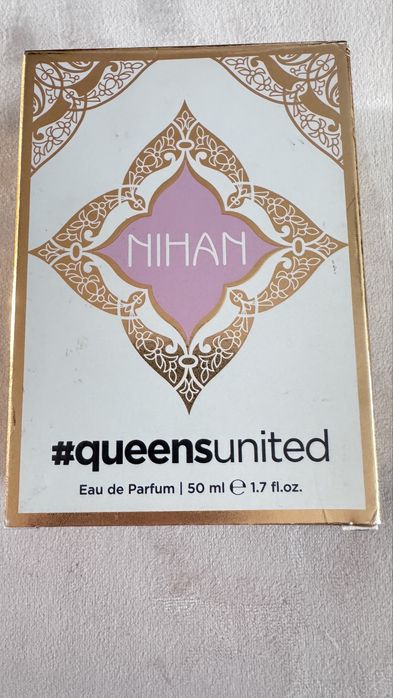 NIHAN
#queensunited
Eau de Parfum | 50 ml ℮ 1.7 fl.oz.